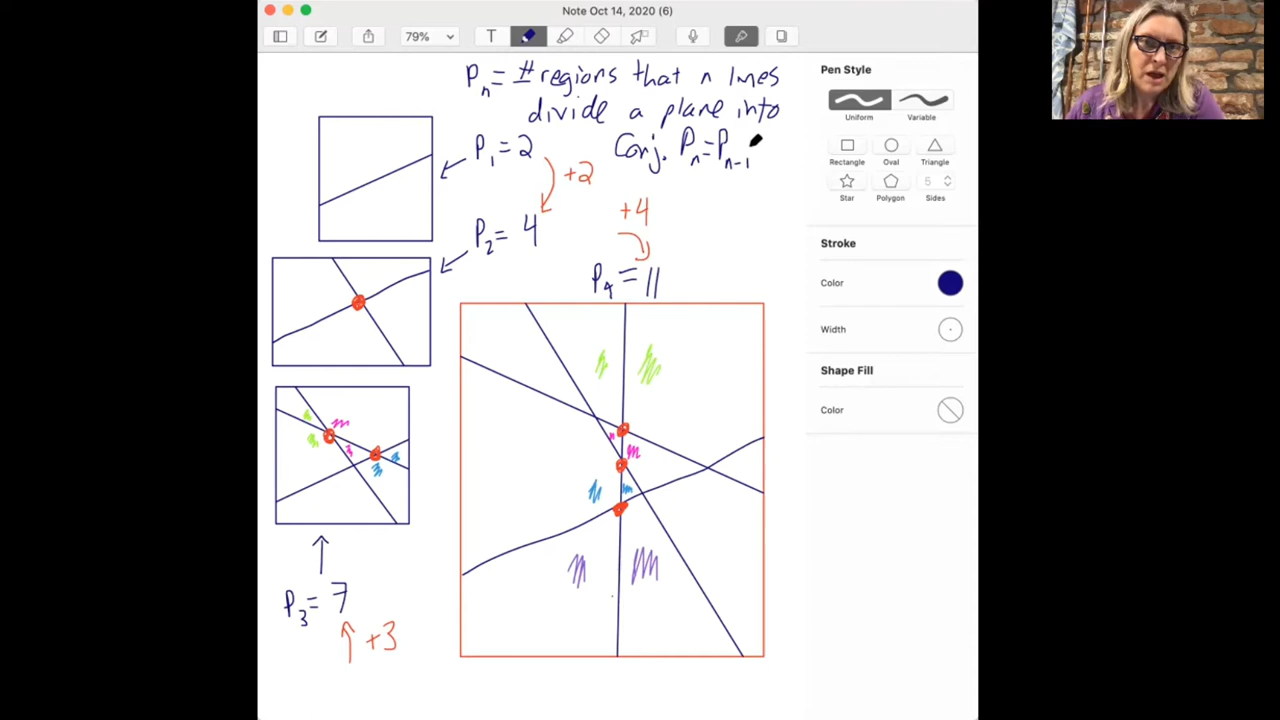 Note Oct 14, 2020 (6)
79%
T
Pₙ = # regions that n lines
divide a plane into
P₁ = 2
Conj. Pₙ = Pₙ₋₁
+2
P₂ = 4
+4
P₄ = 11
P₃ = 7
+3
Pen Style
Uniform
Variable
Rectangle
Oval
Triangle
Star
Polygon
5
Sides
Stroke
Color
Width
Shape Fill
Color